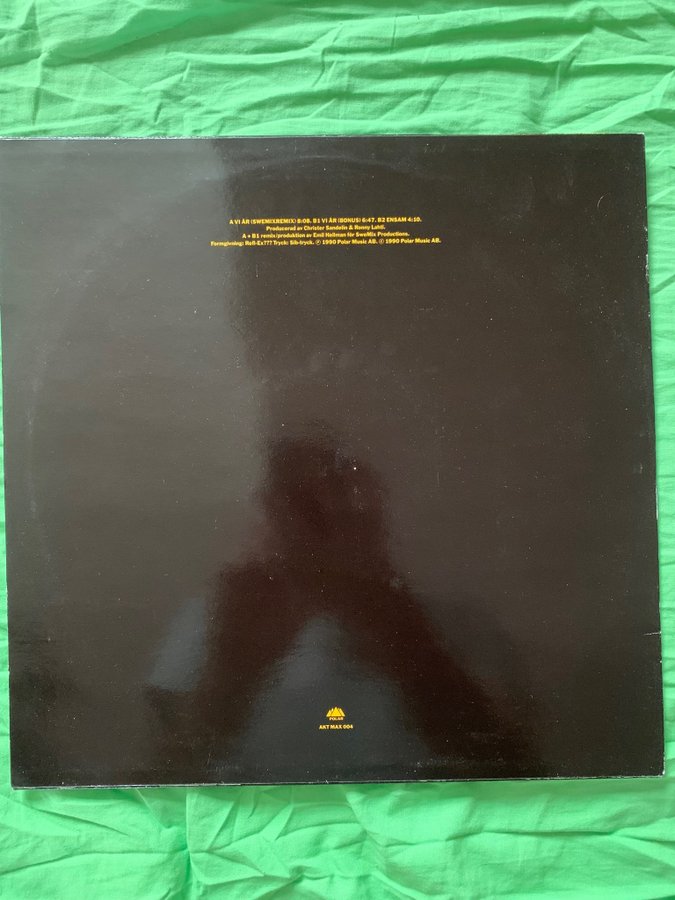 A VI ÄR (SWEMIXREMIX) 8:08. B1 VI ÄR (BONUS) 6:47. B2 ENSAM 4:10.
Producerad av Christer Sandelin & Ronny Lahti.
A + B1 remix/produktion av Emil Hellman för SweMix Productions.
Formgivning: Refl-Ex??? Tryck: Sib-tryck. ℗ 1990 Polar Music AB. © 1990 Polar Music AB.
POLAR
AKT MAX 004